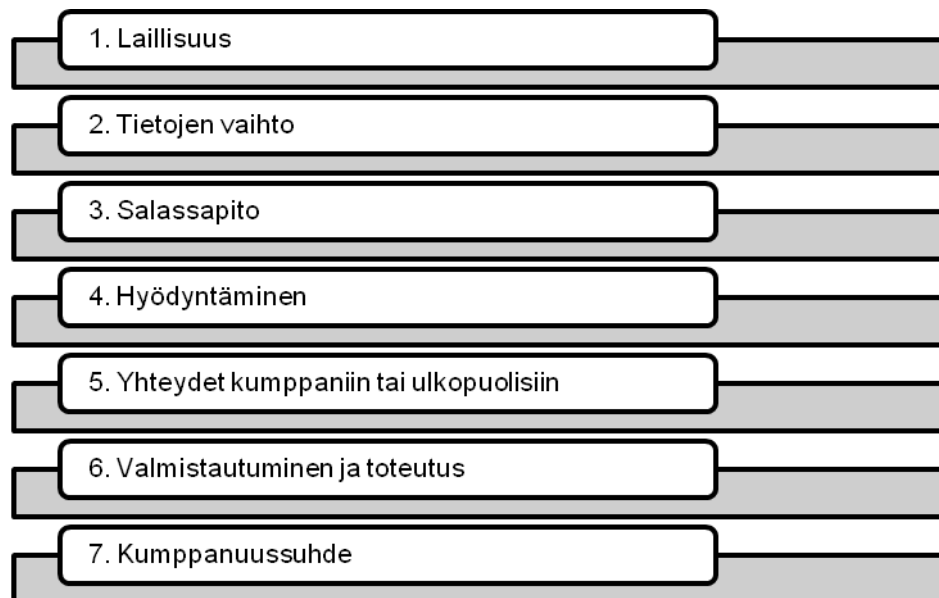 1. Laillisuus
2. Tietojen vaihto
3. Salassapito
4. Hyödyntäminen
5. Yhteydet kumppaniin tai ulkopuolisiin
6. Valmistautuminen ja toteutus
7. Kumppanuussuhde